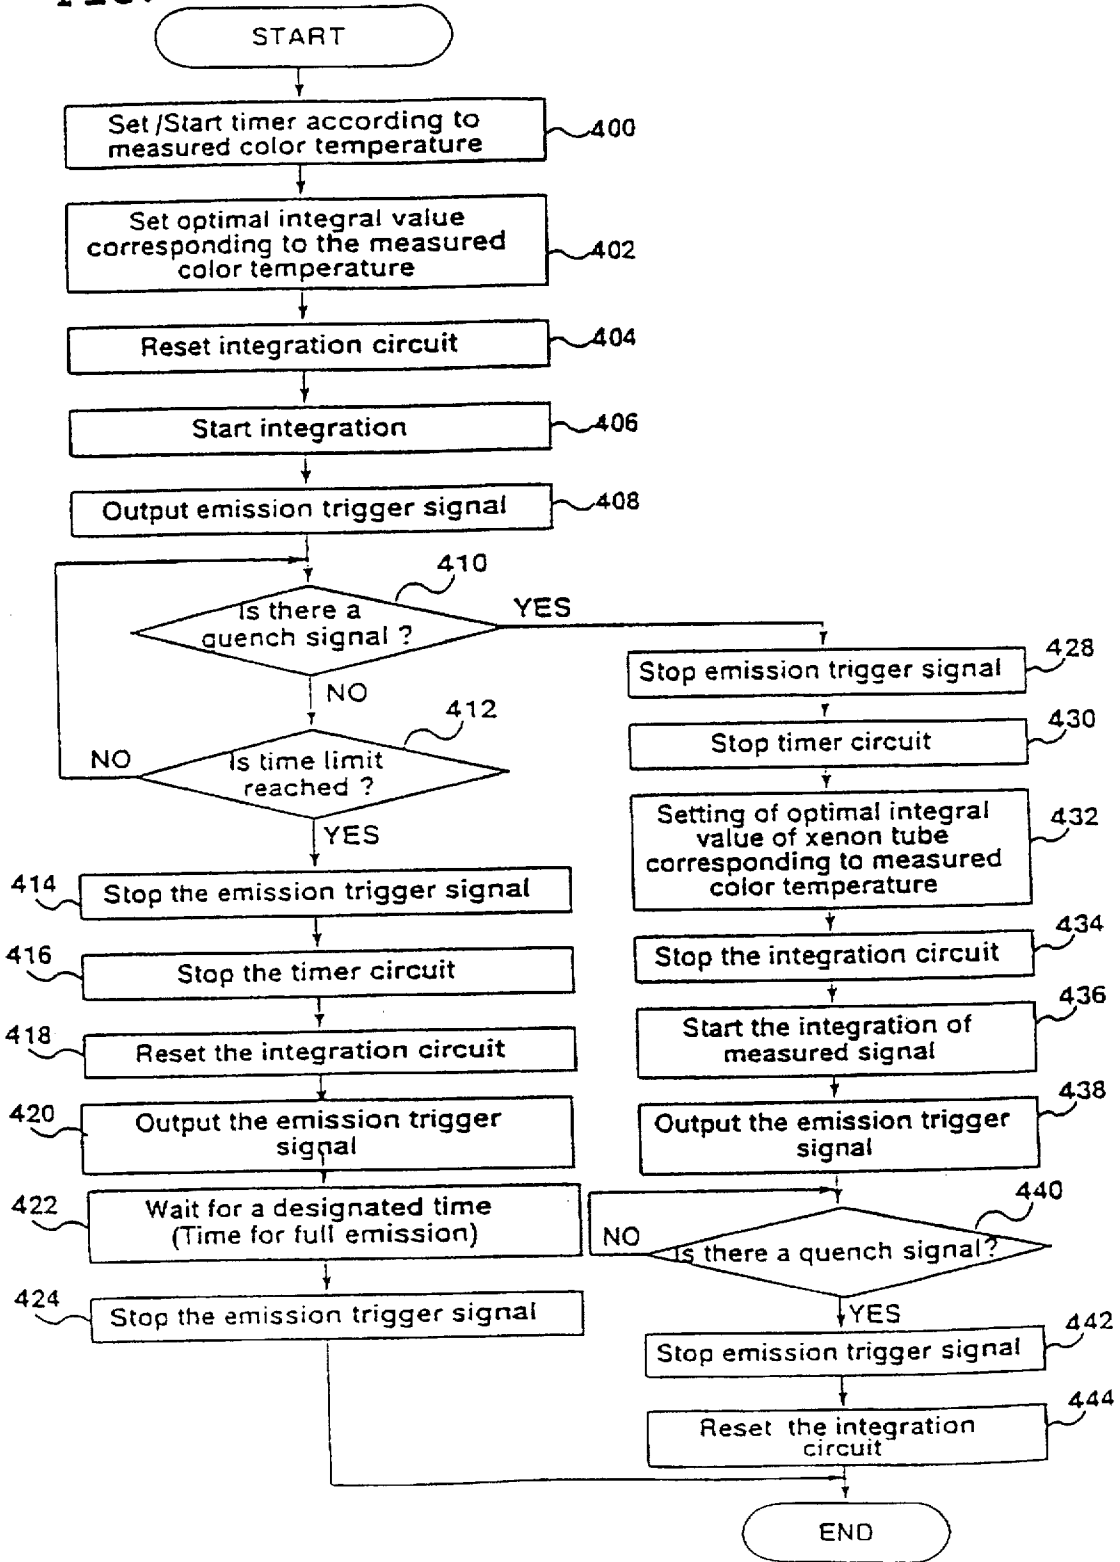 START
Set/Start timer according to
measured color temperature
400
Set optimal integral value
corresponding to the measured
color temperature
402
Reset integration circuit
404
Start integration
406
Output emission trigger signal
408
410
Is there a
quench signal ?
YES
NO
412
Is time limit
reached ?
NO
YES
414
Stop the emission trigger signal
416
Stop the timer circuit
418
Reset the integration circuit
420
Output the emission trigger
signal
422
Wait for a designated time
(Time for full emission)
424
Stop the emission trigger signal
428
Stop emission trigger signal
430
Stop timer circuit
Setting of optimal integral
value of xenon tube
corresponding to measured
color temperature
432
434
Stop the integration circuit
436
Start the integration of
measured signal
438
Output the emission trigger
signal
440
NO
Is there a quench signal?
YES
442
Stop emission trigger signal
444
Reset the integration
circuit
END